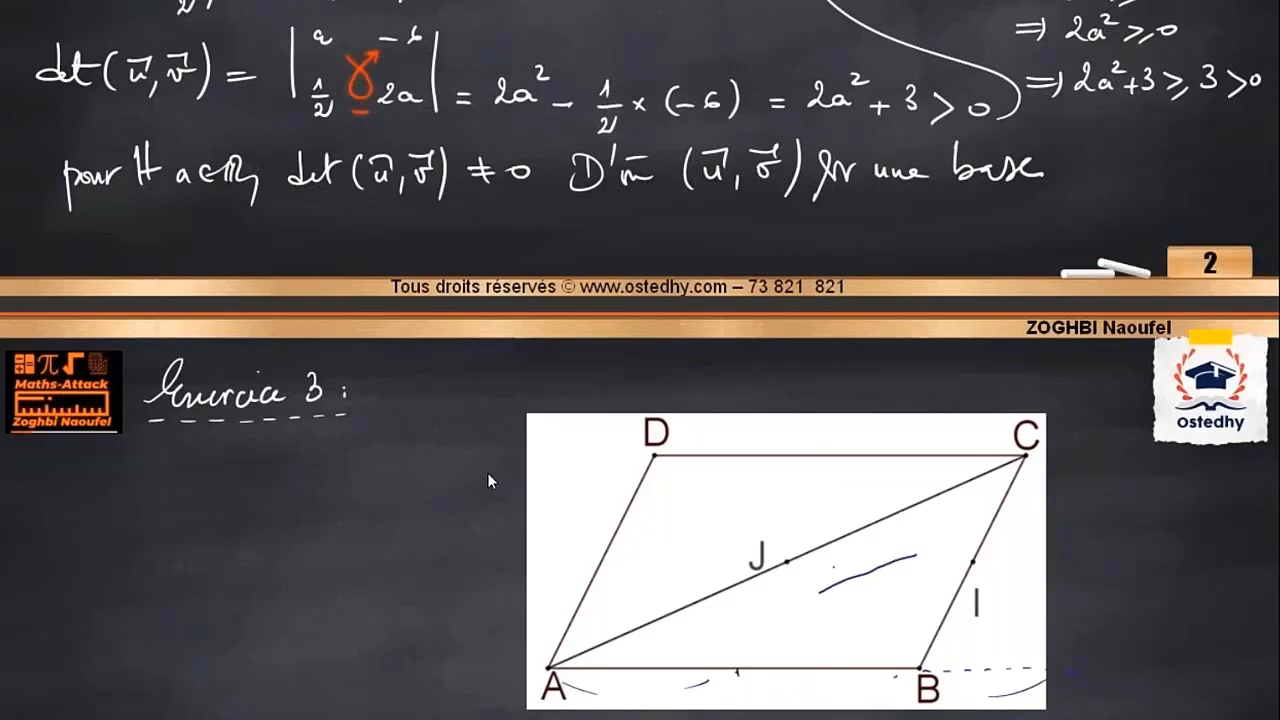 ⇒ 2a² ≥ 0
det(u⃗, v⃗) = | a -6 |
| 1/2 2a | = 2a² - 1/2 × (-6) = 2a² + 3 > 0
⇒ 2a² + 3 ≥ 3 > 0
pour tt a ∈ ℝ, det(u⃗, v⃗) ≠ 0 D'où (u⃗, v⃗) est une base
2
Tous droits réservés © www.ostedhy.com – 73 821 821
ZOGHBI Naoufel
Maths-Attack
Zoghbi Naoufel
Exercice 3 :
Ostedhy
D
C
J
I
A
B